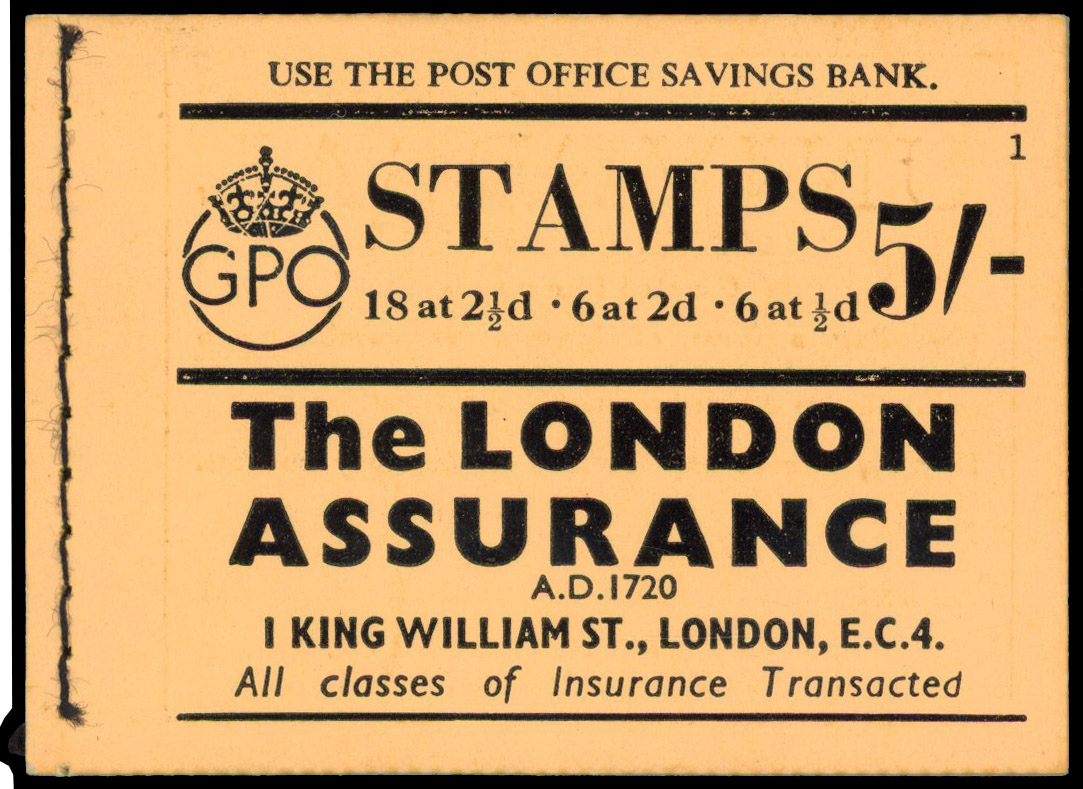 USE THE POST OFFICE SAVINGS BANK.
1
GPO
STAMPS 5/-
18 at 2½d · 6 at 2d · 6 at ½d
The LONDON
ASSURANCE
A.D.1720
1 KING WILLIAM ST., LONDON, E.C.4.
All classes of Insurance Transacted